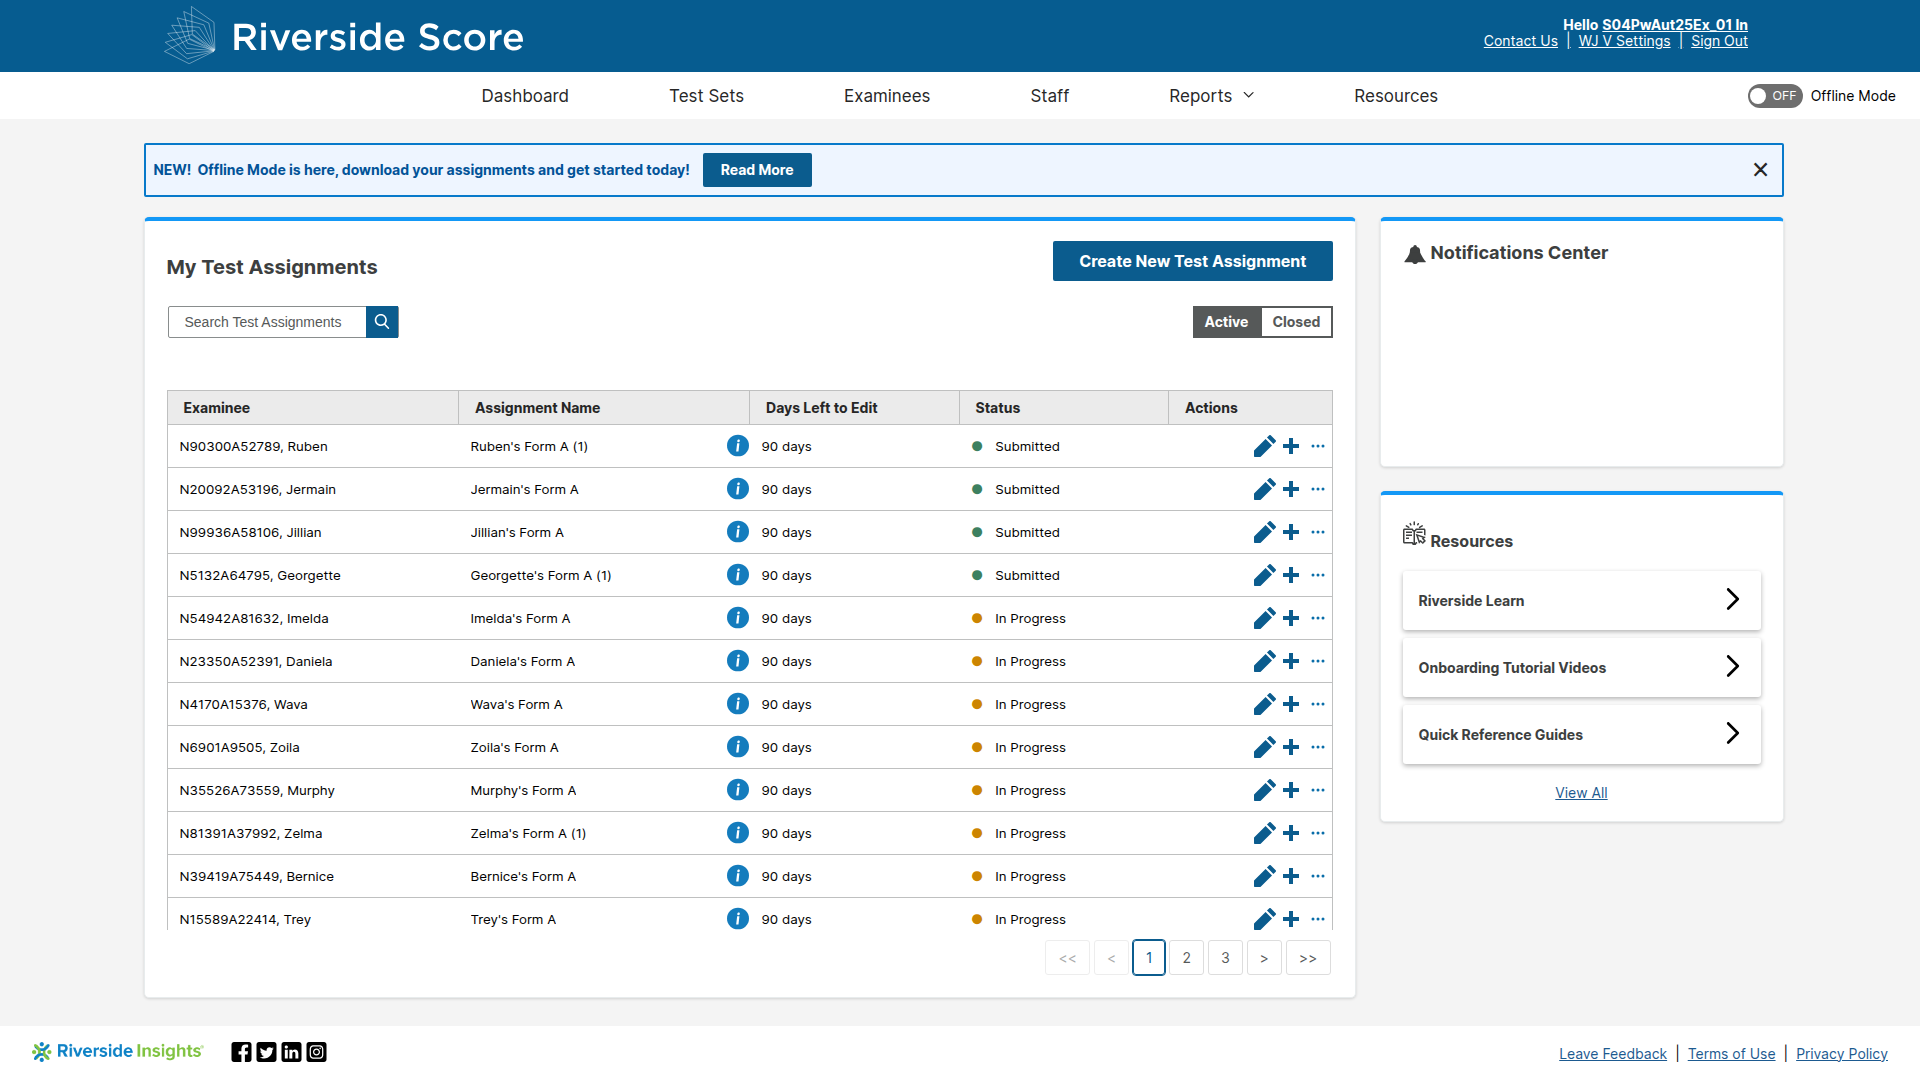 Riverside Score
Hello S04PwAut25Ex_01 In
Contact Us | WJ V Settings | Sign Out
Dashboard Test Sets Examinees Staff Reports Resources OFF Offline Mode
NEW! Offline Mode is here, download your assignments and get started today! Read More
My Test Assignments
Create New Test Assignment
Search Test Assignments
Active Closed
Examinee Assignment Name Days Left to Edit Status Actions
N90300A52789, Ruben Ruben's Form A (1) i 90 days Submitted
N20092A53196, Jermain Jermain's Form A i 90 days Submitted
N99936A58106, Jillian Jillian's Form A i 90 days Submitted
N5132A64795, Georgette Georgette's Form A (1) i 90 days Submitted
N54942A81632, Imelda Imelda's Form A i 90 days In Progress
N23350A52391, Daniela Daniela's Form A i 90 days In Progress
N4170A15376, Wava Wava's Form A i 90 days In Progress
N6901A9505, Zoila Zoila's Form A i 90 days In Progress
N35526A73559, Murphy Murphy's Form A i 90 days In Progress
N81391A37992, Zelma Zelma's Form A (1) i 90 days In Progress
N39419A75449, Bernice Bernice's Form A i 90 days In Progress
N15589A22414, Trey Trey's Form A i 90 days In Progress
<< < 1 2 3 > >>
Notifications Center
Resources
Riverside Learn
Onboarding Tutorial Videos
Quick Reference Guides
View All
Riverside Insights
Leave Feedback | Terms of Use | Privacy Policy